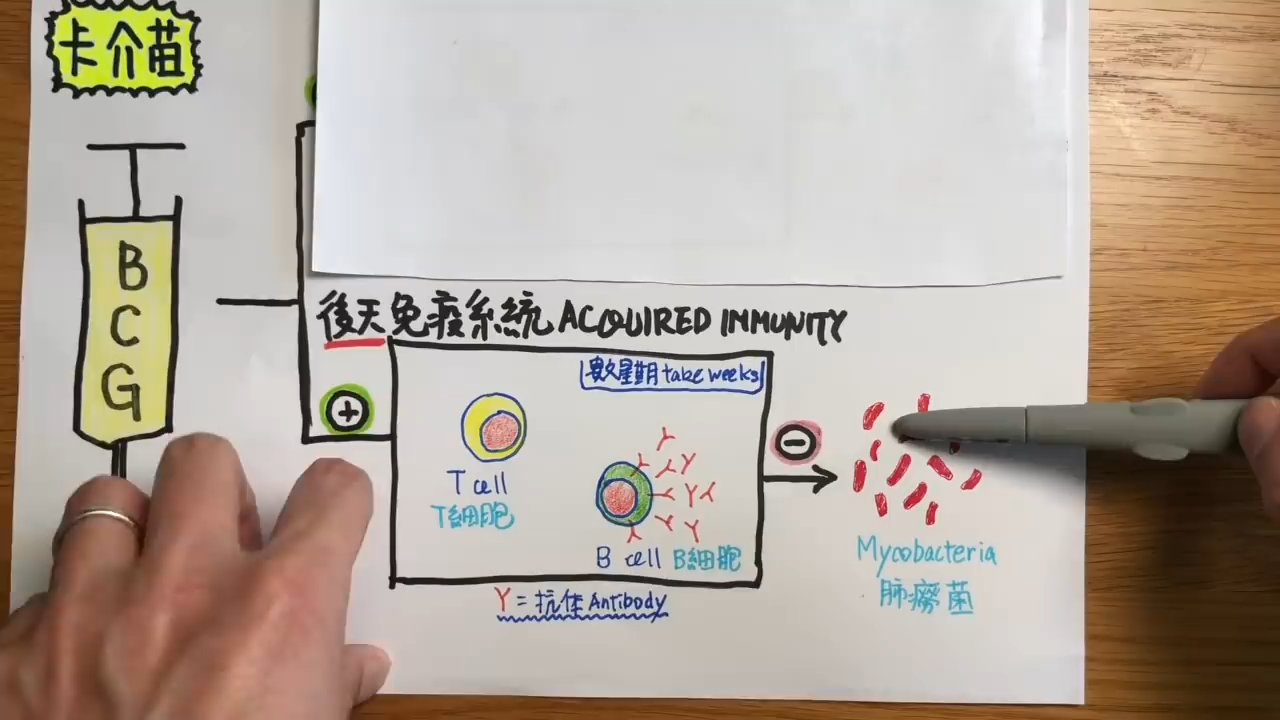 卡介苗
BCG
後天免疫系統 ACQUIRED IMMUNITY
+
數星期 take weeks
−
T cell
T細胞
B cell B細胞
Y = 抗体 Antibody
Mycobacteria
肺癆菌